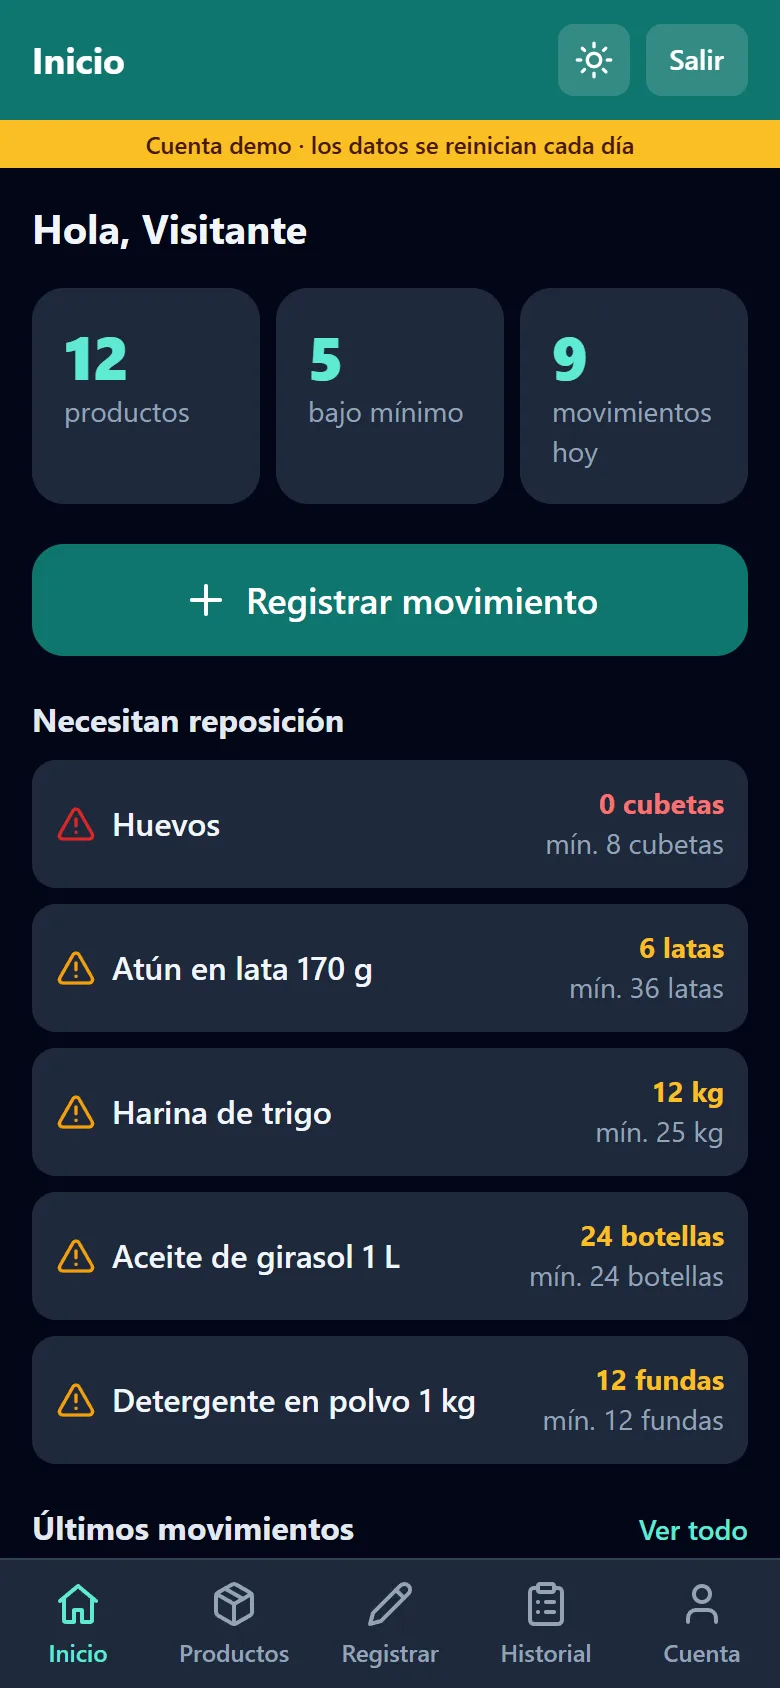 Inicio
Salir
Cuenta demo · los datos se reinician cada día
Hola, Visitante
12
productos
5
bajo mínimo
9
movimientos
hoy
Registrar movimiento
Necesitan reposición
Huevos
0 cubetas
mín. 8 cubetas
Atún en lata 170 g
6 latas
mín. 36 latas
Harina de trigo
12 kg
mín. 25 kg
Aceite de girasol 1 L
24 botellas
mín. 24 botellas
Detergente en polvo 1 kg
12 fundas
mín. 12 fundas
Últimos movimientos
Ver todo
Inicio
Productos
Registrar
Historial
Cuenta